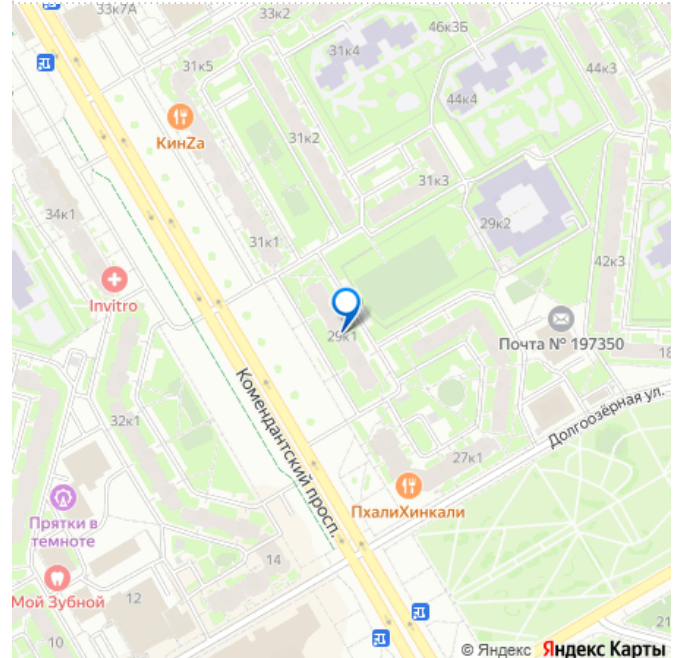 33к7А
33к2
46к3Б
31к5
31к4
44к3
КинZa
31к2
44к4
31к3
34к1
29к2
31к1
42к3
Invitro
29к1
Почта № 197350
18
32к1
Комендантский просп.
Долгоозёрная ул.
27к1
Прятки в
темноте
ПхалиХинкали
14
Мой Зубной
12
21
10
© Яндекс Яндекс Карты